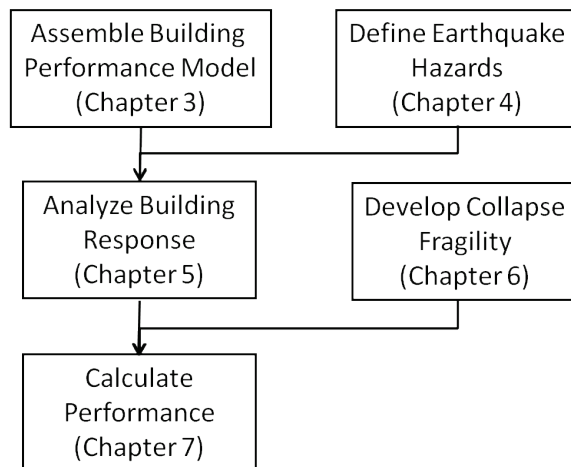 Assemble Building
Performance Model
(Chapter 3)
Define Earthquake
Hazards
(Chapter 4)
Analyze Building
Response
(Chapter 5)
Develop Collapse
Fragility
(Chapter 6)
Calculate
Performance
(Chapter 7)